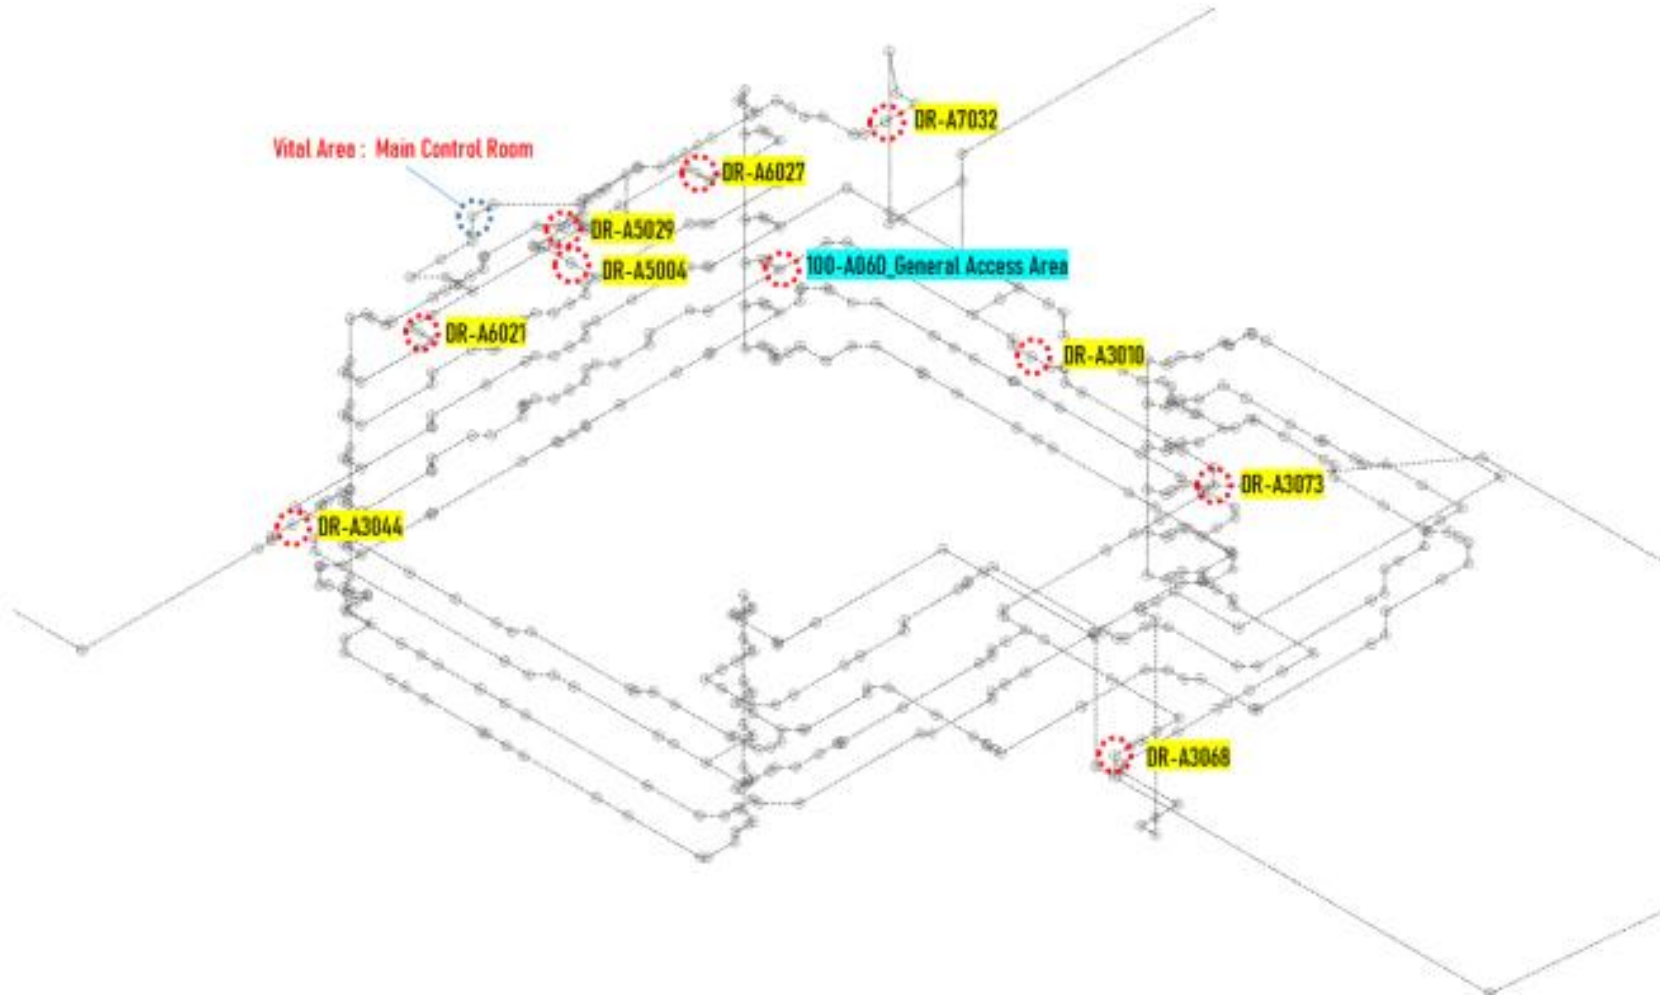 DR-A7032
Vital Area : Main Control Room
DR-A6027
DR-A5029
DR-A5004
100-A06D_General Access Area
DR-A6021
DR-A3010
DR-A3073
DR-A3044
DR-A3068